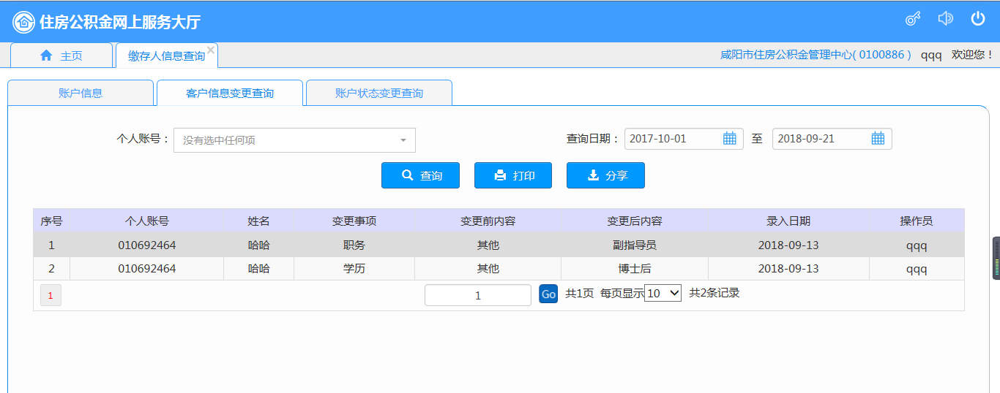 住房公积金网上服务大厅
主页 缴存人信息查询 咸阳市住房公积金管理中心( 0100886 ) qqq 欢迎您！
账户信息 客户信息变更查询 账户状态变更查询
个人账号： 没有选中任何项 查询日期： 2017-10-01 至 2018-09-21
查询 打印 分享
序号 个人账号 姓名 变更事项 变更前内容 变更后内容 录入日期 操作员
1 010692464 哈哈 职务 其他 副指导员 2018-09-13 qqq
2 010692464 哈哈 学历 其他 博士后 2018-09-13 qqq
1 1 Go 共1页 每页显示 10 共2条记录